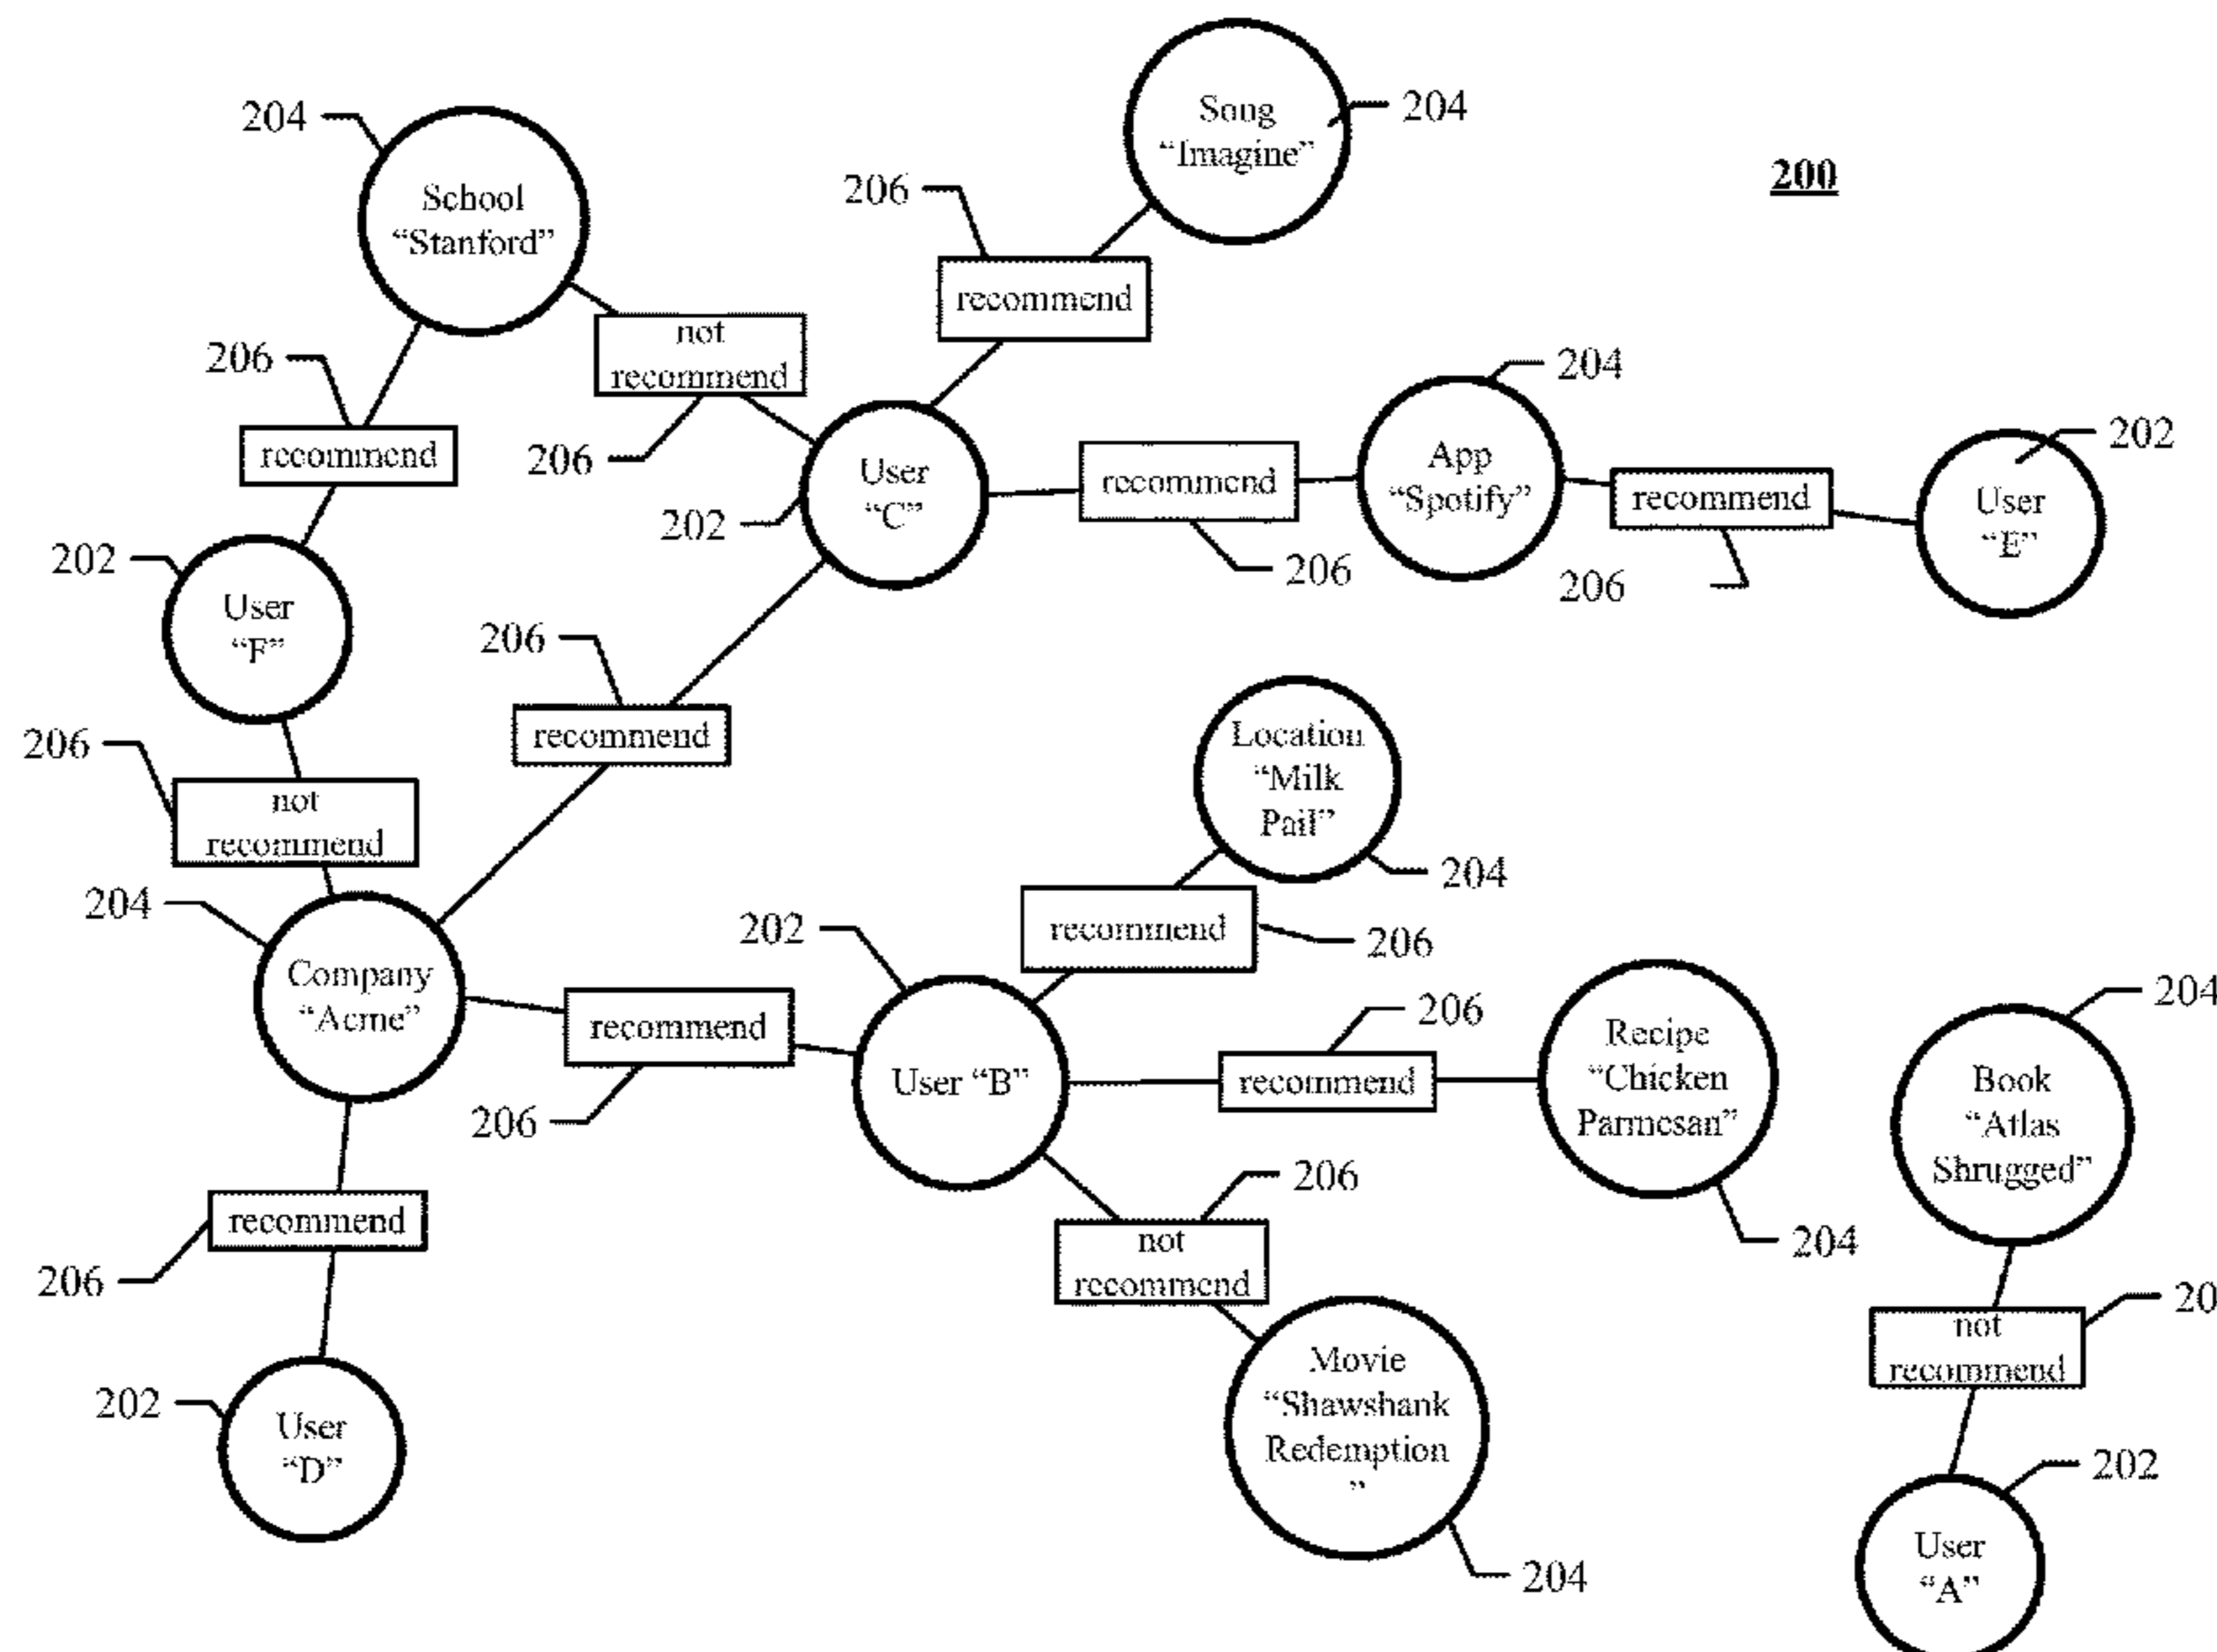 204
School
“Stanford”
Song
“Imagine”
204
200
206
recommend
not
recommend
206
206
recommend
204
App
“Spotify”
202
User
“E”
recommend
206
User
“C”
202
recommend
206
206
recommend
202
User
“F”
206
recommend
Location
“Milk
Pail”
204
206
not
recommend
204
Company
“Acme”
recommend
206
202
User “B”
recommend
206
206
recommend
Recipe
“Chicken
Parmesan”
204
204
Book
“Atlas
Shrugged”
206
not
recommend
Movie
“Shawshank
Redemption
”
204
recommend
206
202
User
“D”
20
not
recommend
202
User
“A”